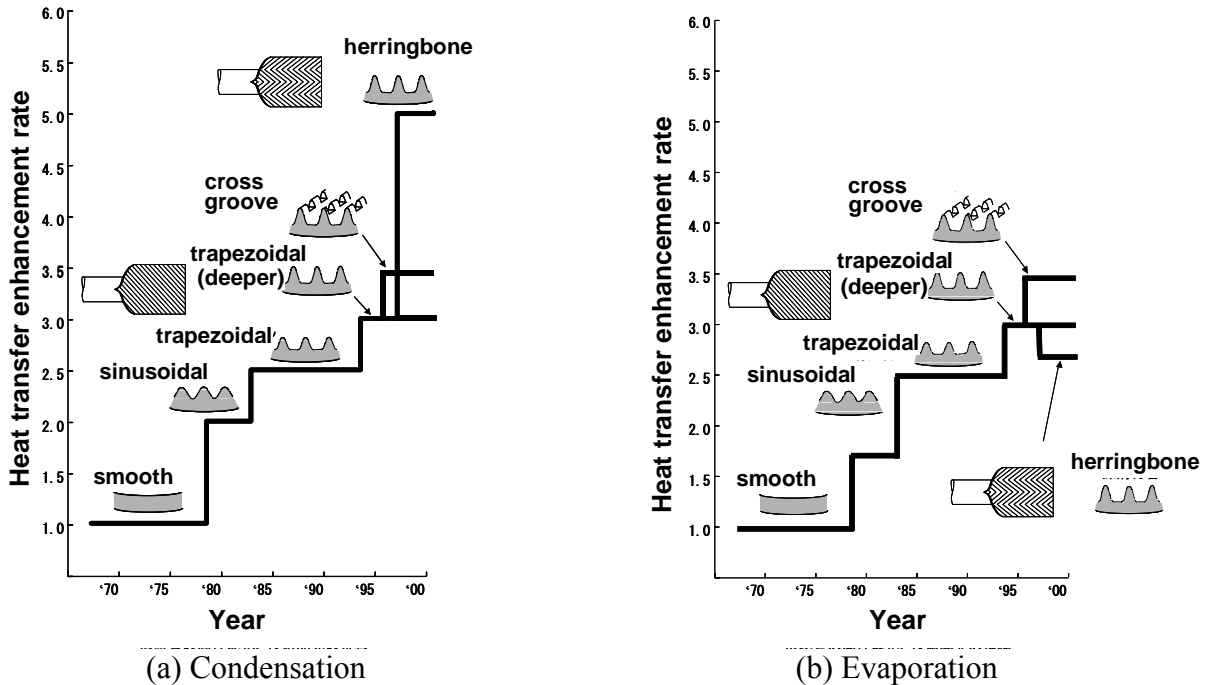 Heat transfer enhancement rate
6.0
5.5
5.0
4.5
4.0
3.5
3.0
2.5
2.0
1.5
1.0
herringbone
cross
groove
trapezoidal
(deeper)
trapezoidal
sinusoidal
smooth
'70 '75 '80 '85 '90 '95 '00
Year
(a) Condensation
Heat transfer enhancement rate
6.0
5.5
5.0
4.5
4.0
3.5
3.0
2.5
2.0
1.5
1.0
cross
groove
trapezoidal
(deeper)
trapezoidal
sinusoidal
smooth
herringbone
'70 '75 '80 '85 '90 '95 '00
Year
(b) Evaporation